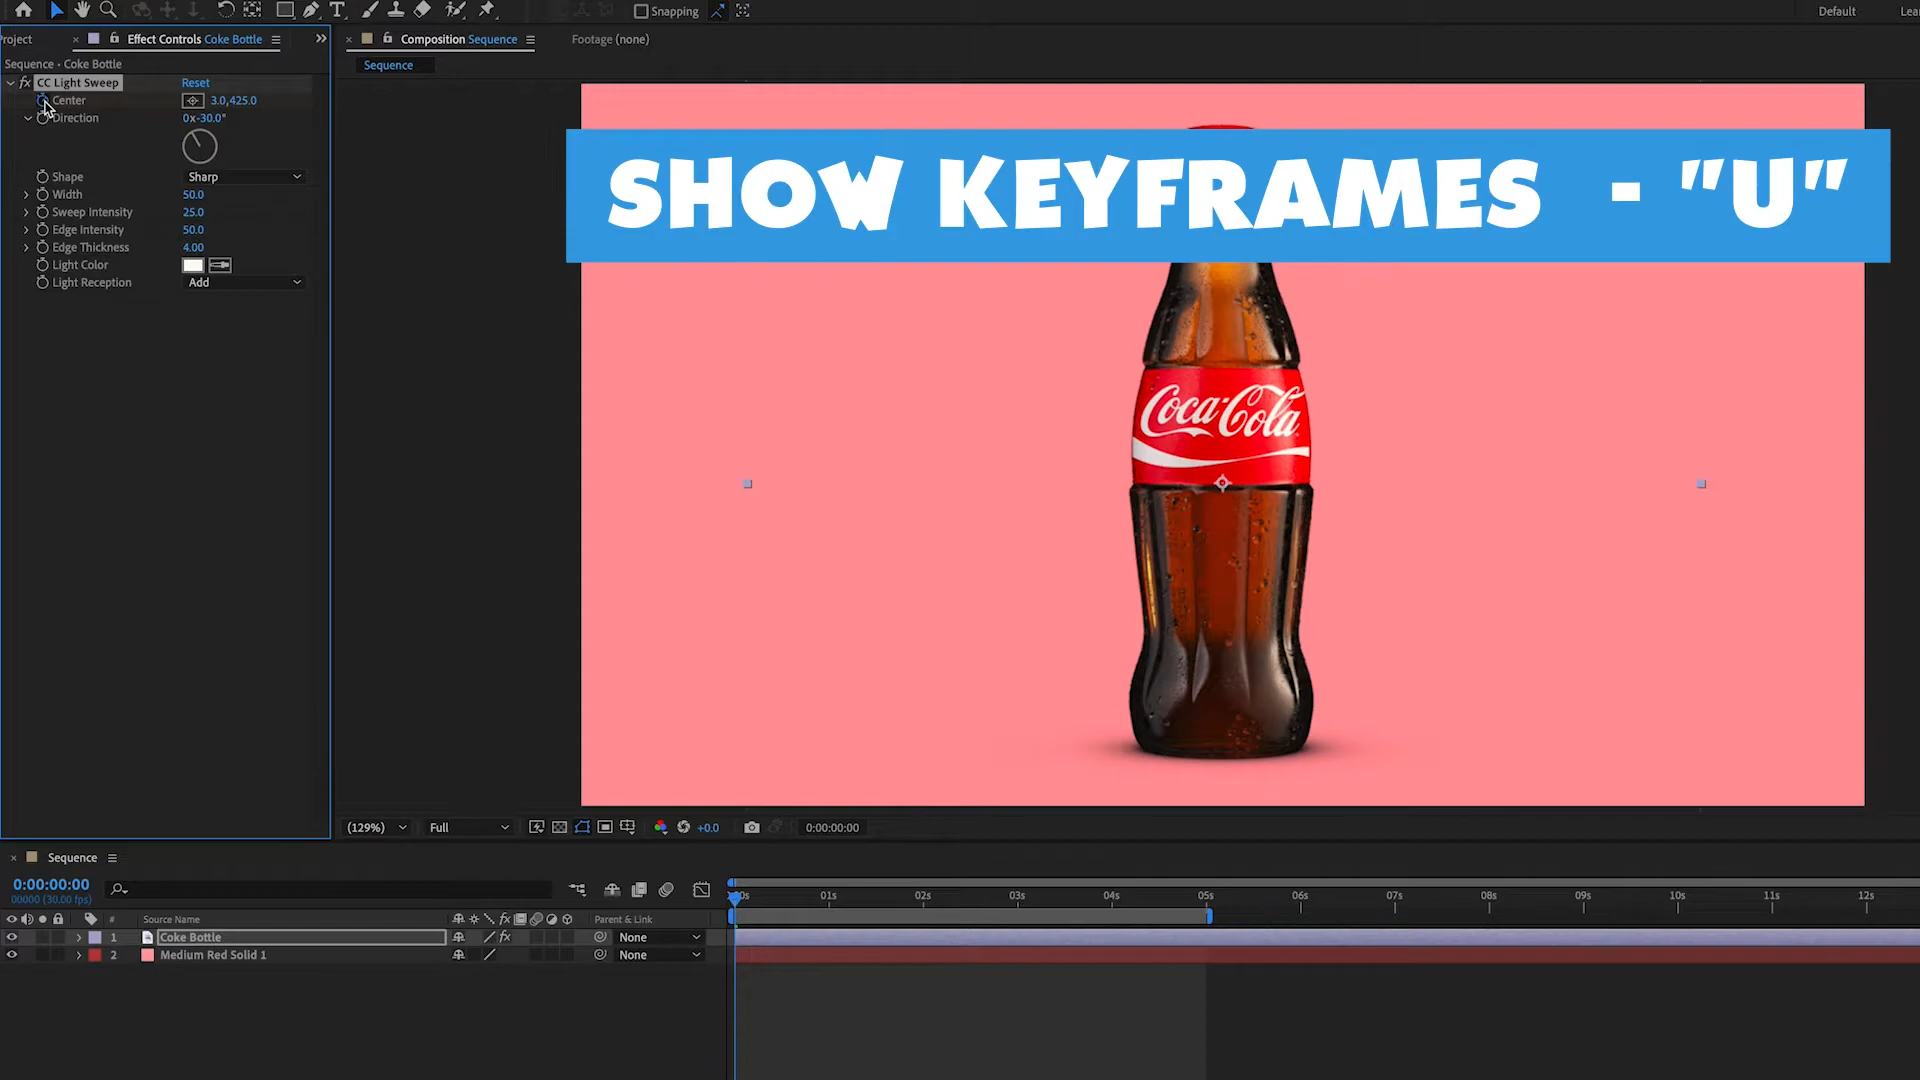 Snapping
Default
Lea
roject
Effect Controls Coke Bottle
Composition Sequence
Footage (none)
Sequence • Coke Bottle
Sequence
fx CC Light Sweep Reset
Center 3.0,425.0
Direction 0x-30.0°
Shape Sharp
Width 50.0
Sweep Intensity 25.0
Edge Intensity 50.0
Edge Thickness 4.00
Light Color
Light Reception Add
SHOW KEYFRAMES - "U"
Coca-Cola
(129%) Full +0.0 0:00:00:00
Sequence
0:00:00:00
00000 (30.00 fps)
00s 01s 02s 03s 04s 05s 06s 07s 08s 09s 10s 11s 12s
# Source Name fx Parent & Link
1 Coke Bottle fx None
2 Medium Red Solid 1 None